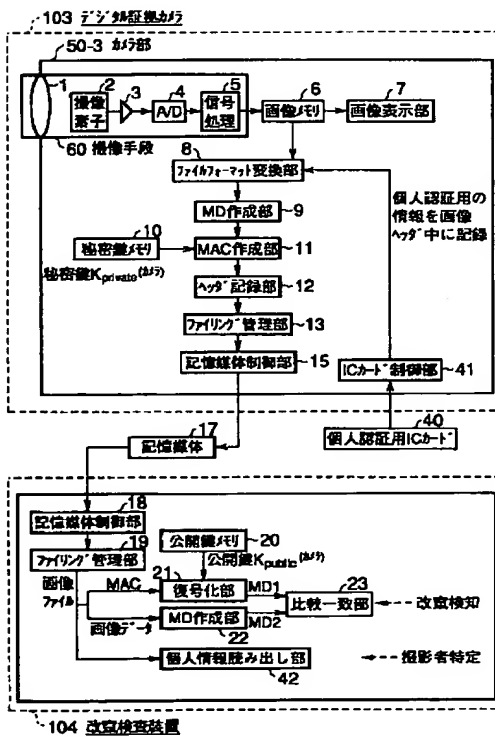 103 デジタル証拠カメラ
50-3 カメラ部
1
2
3
4
5
6
7
撮像素子
A/D
信号処理
画像メモリ
画像表示部
60 撮像手段
8
ファイルフォーマット変換部
MD作成部
9
10
秘密鍵メモリ
MAC作成部
11
秘密鍵Kprivate(カメラ)
ヘッダ記録部
12
ファイリング管理部
13
記憶媒体制御部
15
個人認証用の
情報を画像
ヘッダ中に記録
ICカード制御部
41
40
個人認証用ICカード
17
記憶媒体
18
記憶媒体制御部
19
ファイリング管理部
公開鍵メモリ
20
公開鍵Kpublic(カメラ)
画像
ファイル
MAC
21
復号化部
MD1
23
比較一致部
改竄検知
画像データ
MD作成部
MD2
22
個人情報読み出し部
42
撮影者特定
104 改竄検査装置